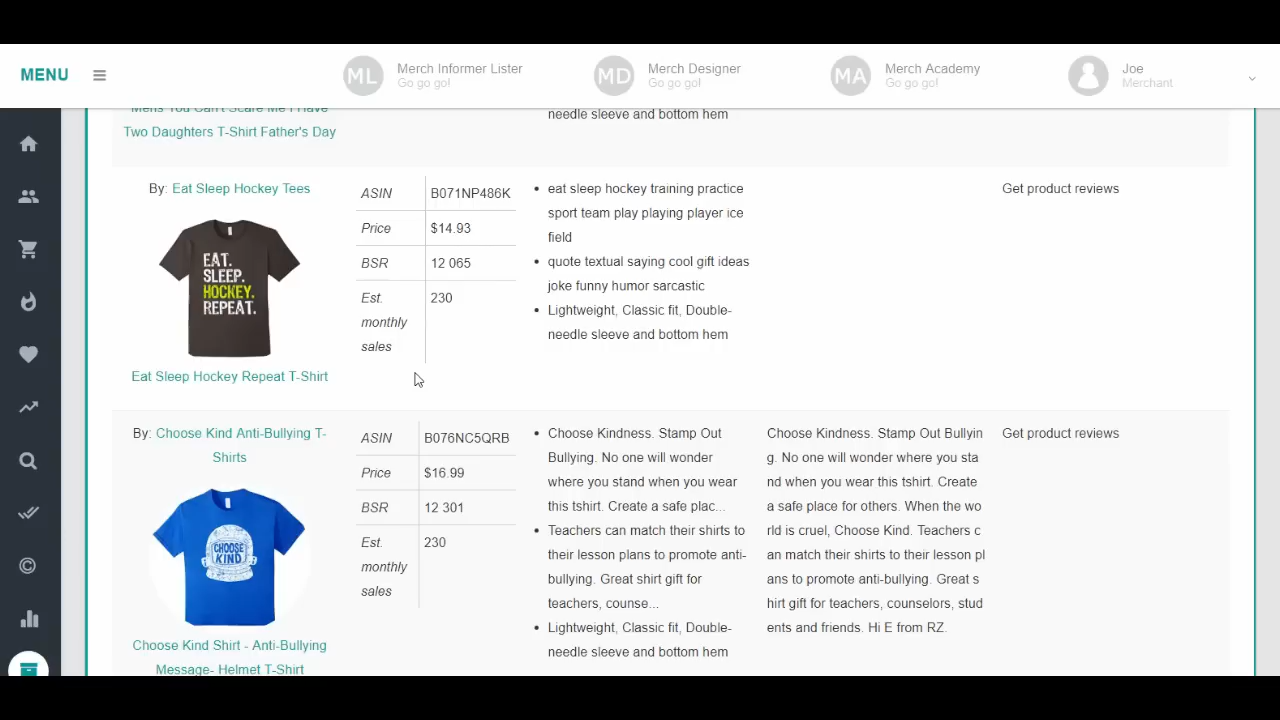 MENU
ML
Merch Informer Lister
Go go go!
MD
Merch Designer
Go go go!
MA
Merch Academy
Go go go!
Joe
Merchant
Mens You Can't Scare Me I Have
Two Daughters T-Shirt Father's Day
needle sleeve and bottom hem
By: Eat Sleep Hockey Tees
EAT.
SLEEP.
HOCKEY.
REPEAT.
Eat Sleep Hockey Repeat T-Shirt
ASIN B071NP486K
Price $14.93
BSR 12 065
Est. 230
monthly
sales
eat sleep hockey training practice
sport team play playing player ice
field
quote textual saying cool gift ideas
joke funny humor sarcastic
Lightweight, Classic fit, Double-
needle sleeve and bottom hem
Get product reviews
By: Choose Kind Anti-Bullying T-
Shirts
CHOOSE
KIND
Choose Kind Shirt - Anti-Bullying
Message- Helmet T-Shirt
ASIN B076NC5QRB
Price $16.99
BSR 12 301
Est. 230
monthly
sales
Choose Kindness. Stamp Out
Bullying. No one will wonder
where you stand when you wear
this tshirt. Create a safe plac...
Teachers can match their shirts to
their lesson plans to promote anti-
bullying. Great shirt gift for
teachers, counse...
Lightweight, Classic fit, Double-
needle sleeve and bottom hem
Choose Kindness. Stamp Out Bullyin
g. No one will wonder where you sta
nd when you wear this tshirt. Create
a safe place for others. When the wo
rld is cruel, Choose Kind. Teachers c
an match their shirts to their lesson pl
ans to promote anti-bullying. Great s
hirt gift for teachers, counselors, stud
ents and friends. Hi E from RZ.
Get product reviews